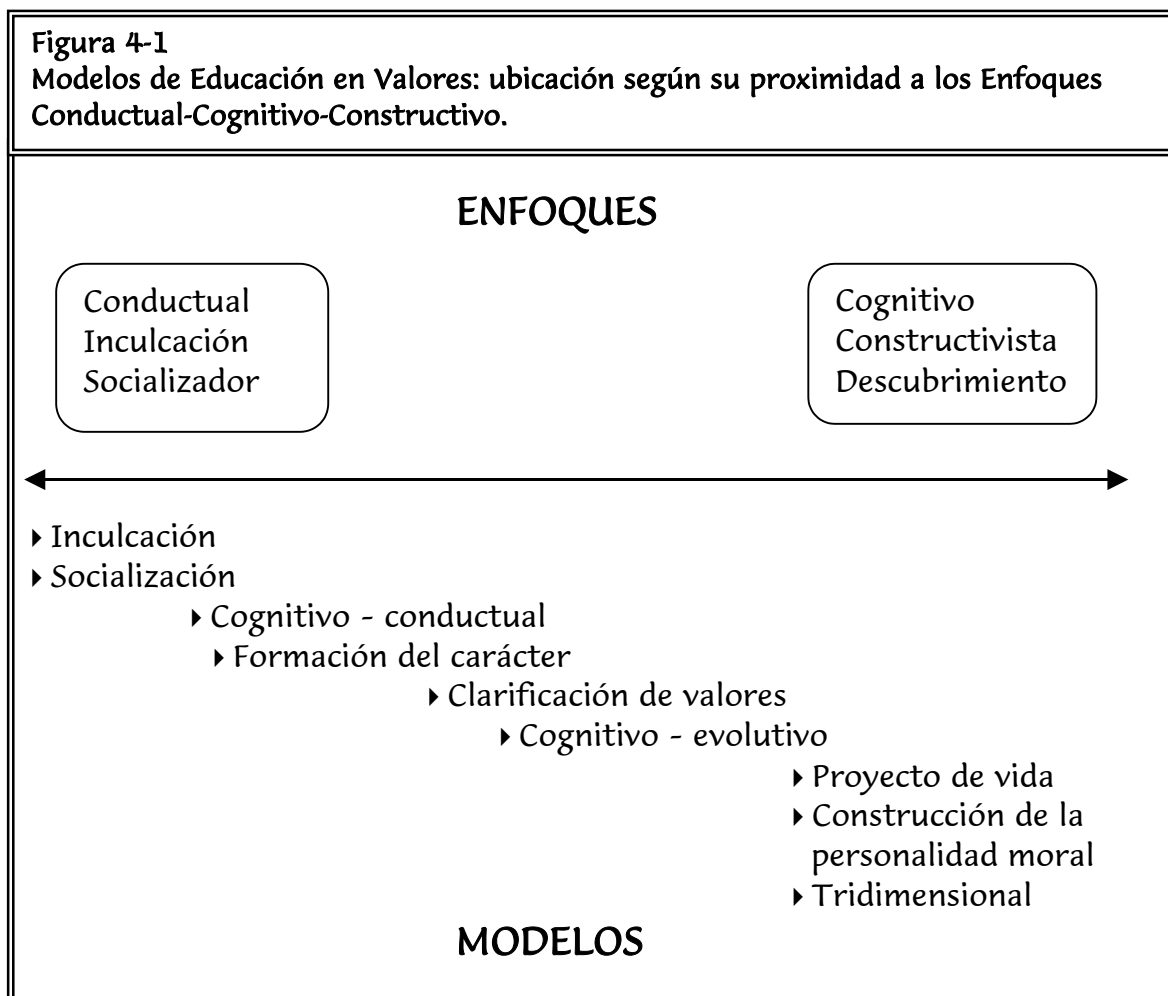 Figura 4-1
Modelos de Educación en Valores: ubicación según su proximidad a los Enfoques
Conductual-Cognitivo-Constructivo.
ENFOQUES
Conductual
Inculcación
Socializador
Cognitivo
Constructivista
Descubrimiento
Inculcación
Socialización
Cognitivo - conductual
Formación del carácter
Clarificación de valores
Cognitivo - evolutivo
Proyecto de vida
Construcción de la
personalidad moral
Tridimensional
MODELOS